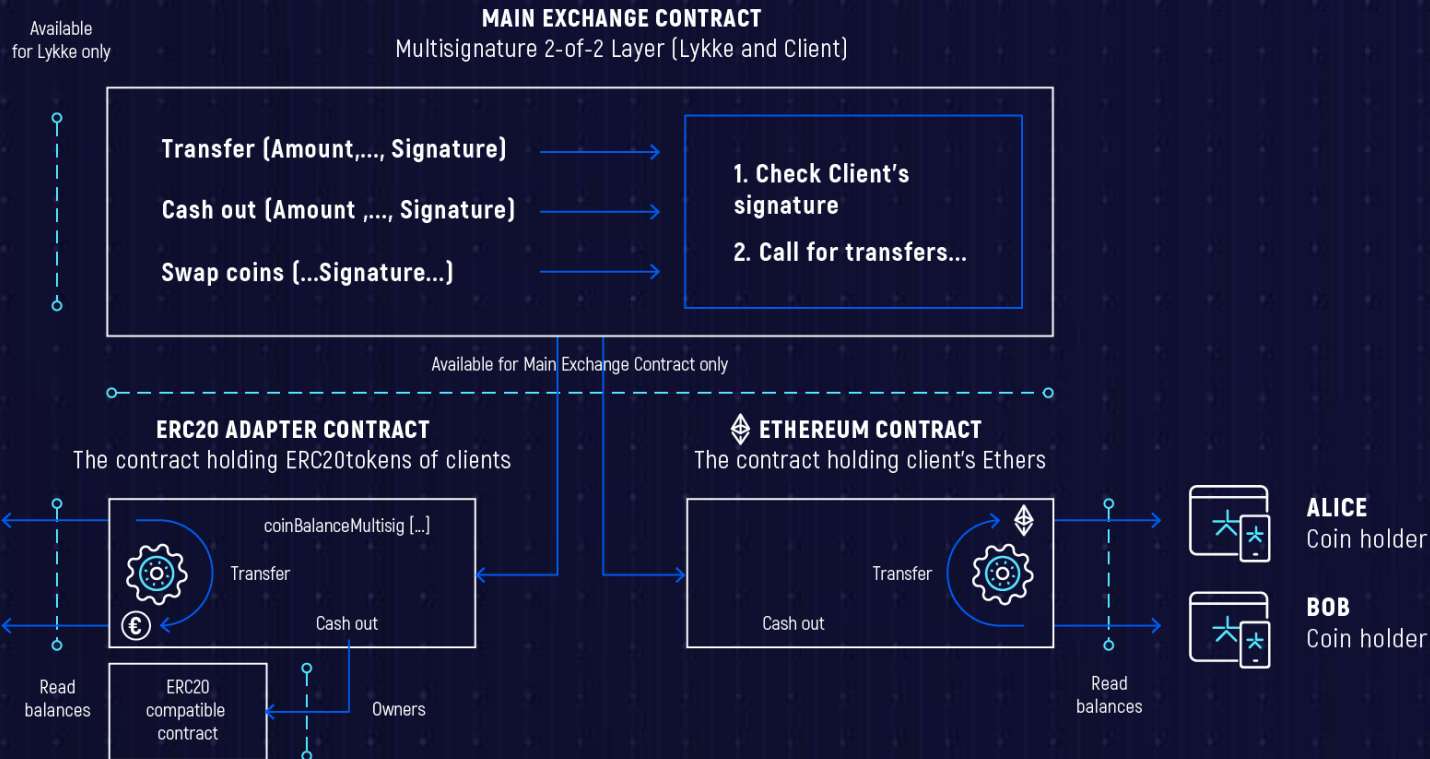 Available
for Lykke only
MAIN EXCHANGE CONTRACT
Multisignature 2-of-2 Layer (Lykke and Client)
Transfer (Amount,..., Signature)
Cash out (Amount ,..., Signature)
Swap coins (...Signature...)
1. Check Client's
signature
2. Call for transfers...
Available for Main Exchange Contract only
ERC20 ADAPTER CONTRACT
The contract holding ERC20tokens of clients
coinBalanceMultisig [...]
Transfer
€
Cash out
Read
balances
ERC20
compatible
contract
Owners
ETHEREUM CONTRACT
The contract holding client's Ethers
Transfer
Cash out
Read
balances
ALICE
Coin holder
BOB
Coin holder